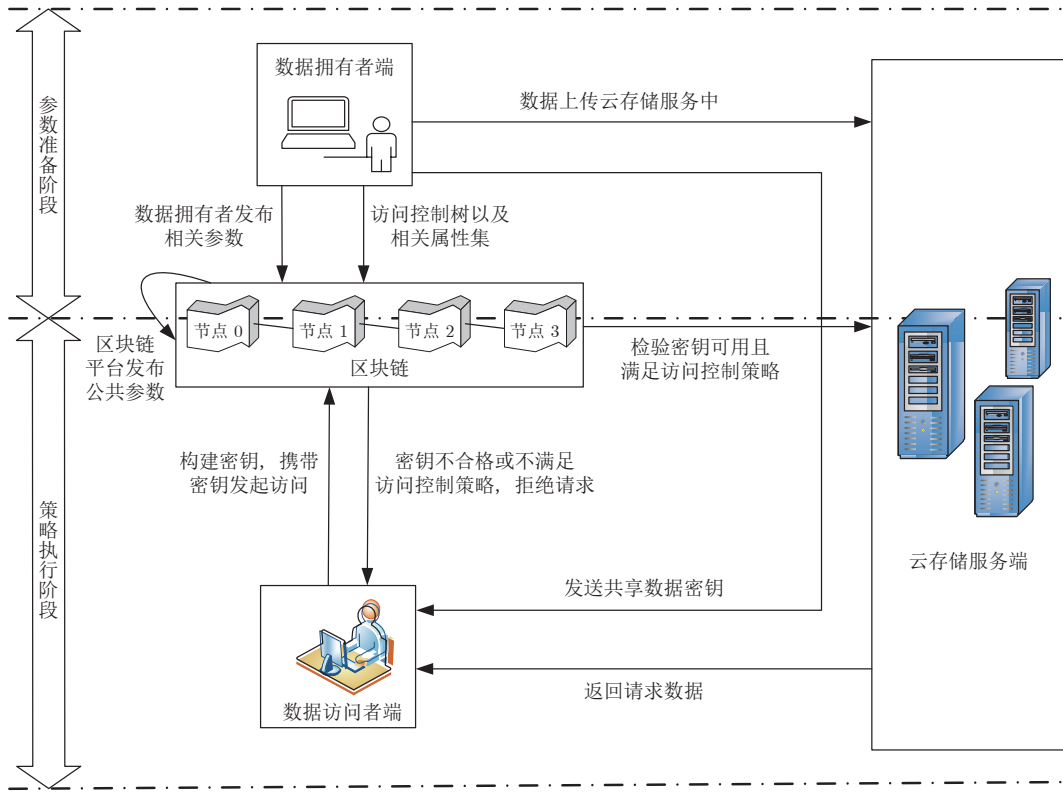 数据拥有者端
数据上传云存储服务中
参数准备阶段
数据拥有者发布
相关参数
访问控制树以及
相关属性集
节点 0
节点 1
节点 2
节点 3
区块链
区块链
平台发布
公共参数
检验密钥可用且
满足访问控制策略
构建密钥, 携带
密钥发起访问
密钥不合格或不满足
访问控制策略, 拒绝请求
策略执行阶段
云存储服务端
发送共享数据密钥
返回请求数据
数据访问者端